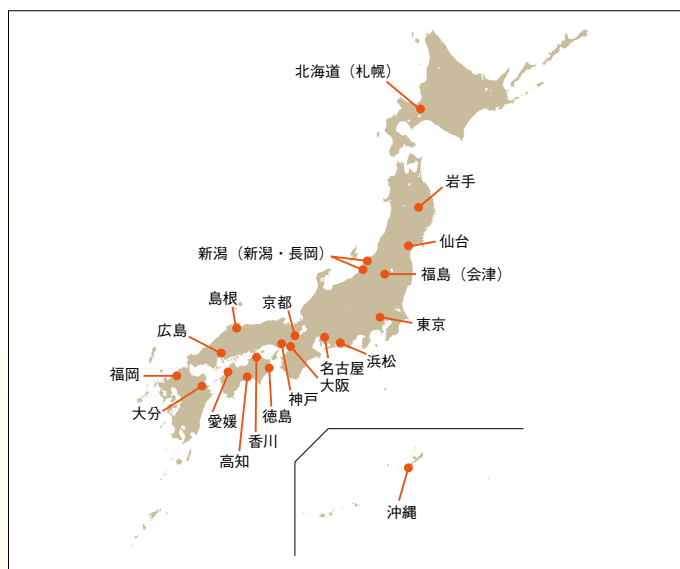 北海道（札幌）
岩手
仙台
新潟（新潟・長岡）
福島（会津）
島根
京都
東京
広島
名古屋
浜松
福岡
大阪
神戸
大分
徳島
愛媛
香川
高知
沖縄